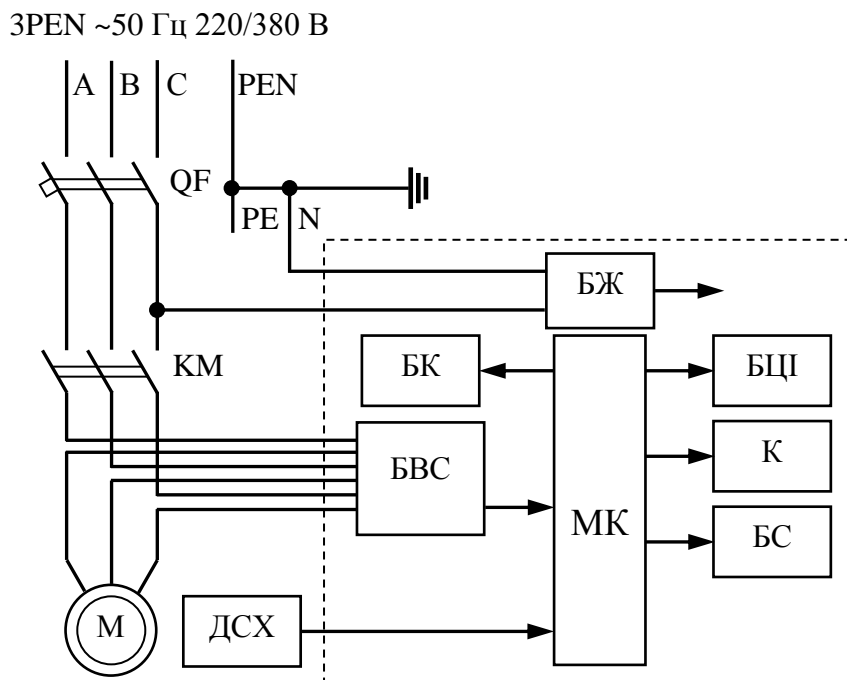 3PEN ~50 Гц 220/380 В
A B C PEN
QF
PE N
БЖ
KM
БК
БЦІ
БВС
К
МК
БС
М
ДСХ